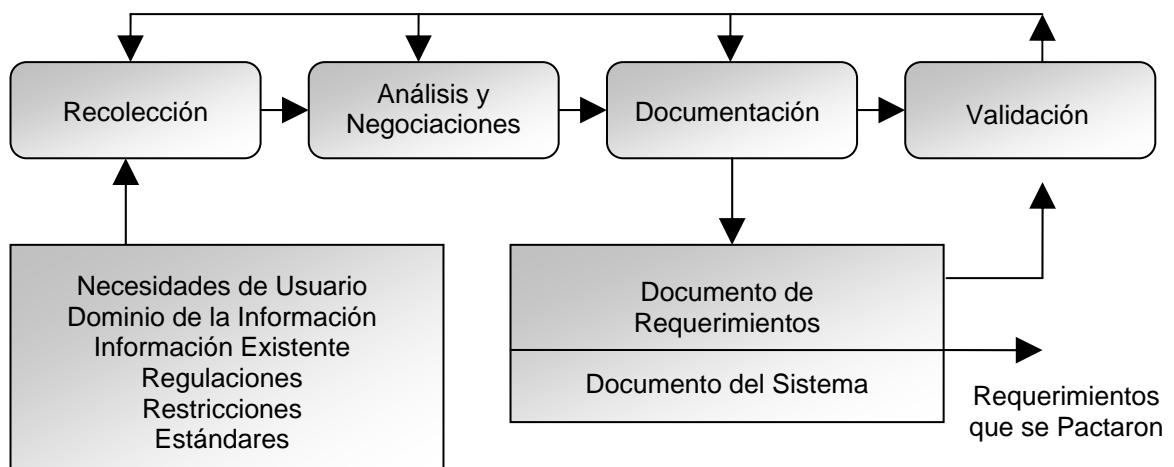 Recolección
Análisis y
Negociaciones
Documentación
Validación
Necesidades de Usuario
Dominio de la Información
Información Existente
Regulaciones
Restricciones
Estándares
Documento de
Requerimientos
Documento del Sistema
Requerimientos
que se Pactaron